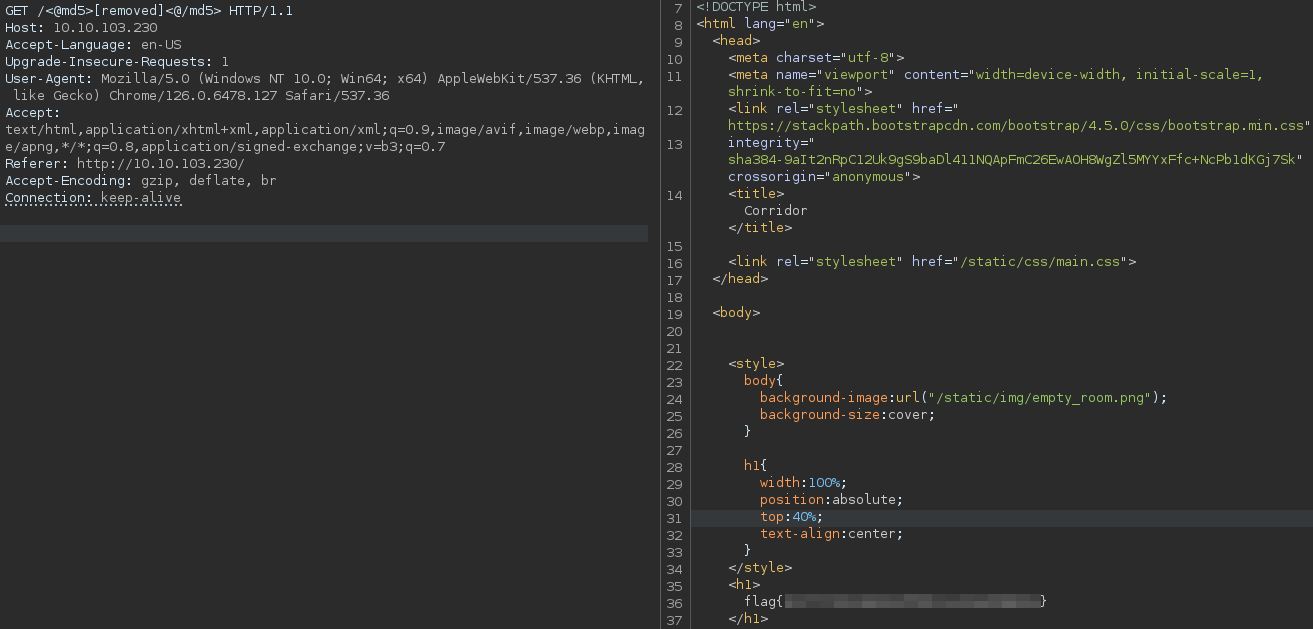 GET /<@md5>[removed]<@/md5> HTTP/1.1
Host: 10.10.103.230
Accept-Language: en-US
Upgrade-Insecure-Requests: 1
User-Agent: Mozilla/5.0 (Windows NT 10.0; Win64; x64) AppleWebKit/537.36 (KHTML,
like Gecko) Chrome/126.0.6478.127 Safari/537.36
Accept:
text/html,application/xhtml+xml,application/xml;q=0.9,image/avif,image/webp,imag
e/apng,*/*;q=0.8,application/signed-exchange;v=b3;q=0.7
Referer: http://10.10.103.230/
Accept-Encoding: gzip, deflate, br
Connection: keep-alive
7 <!DOCTYPE html>
8 <html lang="en">
9 <head>
10 <meta charset="utf-8">
11 <meta name="viewport" content="width=device-width, initial-scale=1,
shrink-to-fit=no">
12 <link rel="stylesheet" href="
https://stackpath.bootstrapcdn.com/bootstrap/4.5.0/css/bootstrap.min.css"
13 integrity="
sha384-9aIt2nRpC12Uk9gS9baDl411NQApFmC26EwAOH8WgZl5MYYxFfc+NcPb1dKGj7Sk"
crossorigin="anonymous">
14 <title>
Corridor
</title>
15
16 <link rel="stylesheet" href="/static/css/main.css">
17 </head>
18
19 <body>
20
21
22 <style>
23 body{
24 background-image:url("/static/img/empty_room.png");
25 background-size:cover;
26 }
27
28 h1{
29 width:100%;
30 position:absolute;
31 top:40%;
32 text-align:center;
33 }
34 </style>
35 <h1>
36 flag{ }
37 </h1>